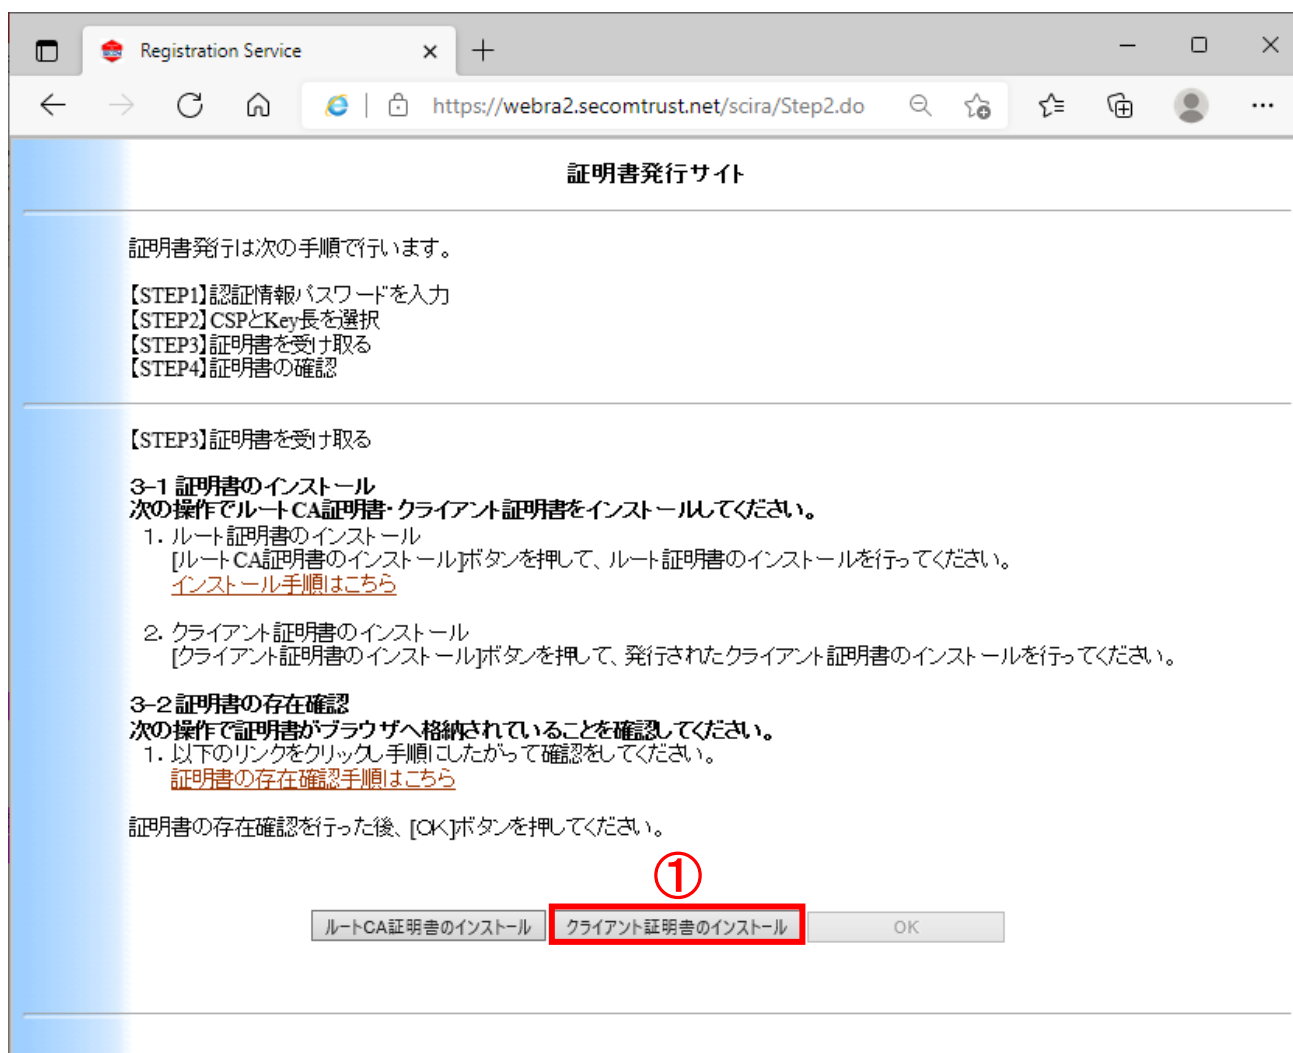 Registration Service
https://webra2.secomtrust.net/scira/Step2.do
証明書発行サイト
証明書発行は次の手順で行います。
【STEP1】認証情報パスワードを入力
【STEP2】CSPとKey長を選択
【STEP3】証明書を受け取る
【STEP4】証明書の確認
【STEP3】証明書を受け取る
3-1 証明書のインストール
次の操作でルートCA証明書・クライアント証明書をインストールしてください。
1. ルート証明書のインストール
[ルートCA証明書のインストール]ボタンを押して、ルート証明書のインストールを行ってください。
インストール手順はこちら
2. クライアント証明書のインストール
[クライアント証明書のインストール]ボタンを押して、発行されたクライアント証明書のインストールを行ってください。
3-2 証明書の存在確認
次の操作で証明書がブラウザへ格納されていることを確認してください。
1. 以下のリンクをクリックし手順にしたがって確認をしてください。
証明書の存在確認手順はこちら
証明書の存在確認を行った後、[OK]ボタンを押してください。
①
ルートCA証明書のインストール クライアント証明書のインストール OK